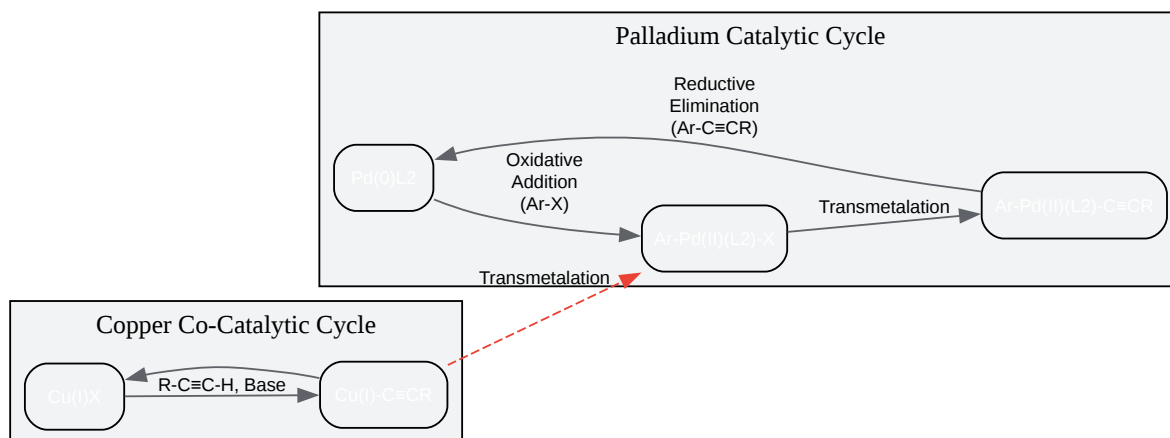 Palladium Catalytic Cycle
Reductive
Elimination
(Ar-C≡CR)
Pd(0)L2
Oxidative
Addition
(Ar-X)
Ar-Pd(II)(L2)-X
Transmetalation
Ar-Pd(II)(L2)-C≡CR
Transmetalation
Copper Co-Catalytic Cycle
Cu(I)X
R-C≡C-H, Base
Cu(I)-C≡CR